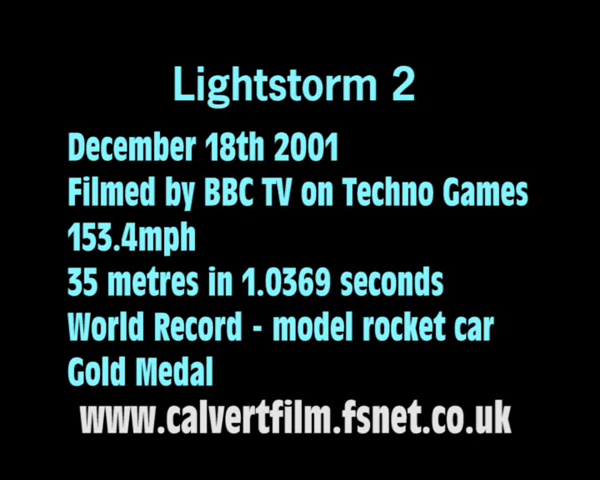 Lightstorm 2
December 18th 2001
Filmed by BBC TV on Techno Games
153.4mph
35 metres in 1.0369 seconds
World Record - model rocket car
Gold Medal
www.calvertfilm.fsnet.co.uk